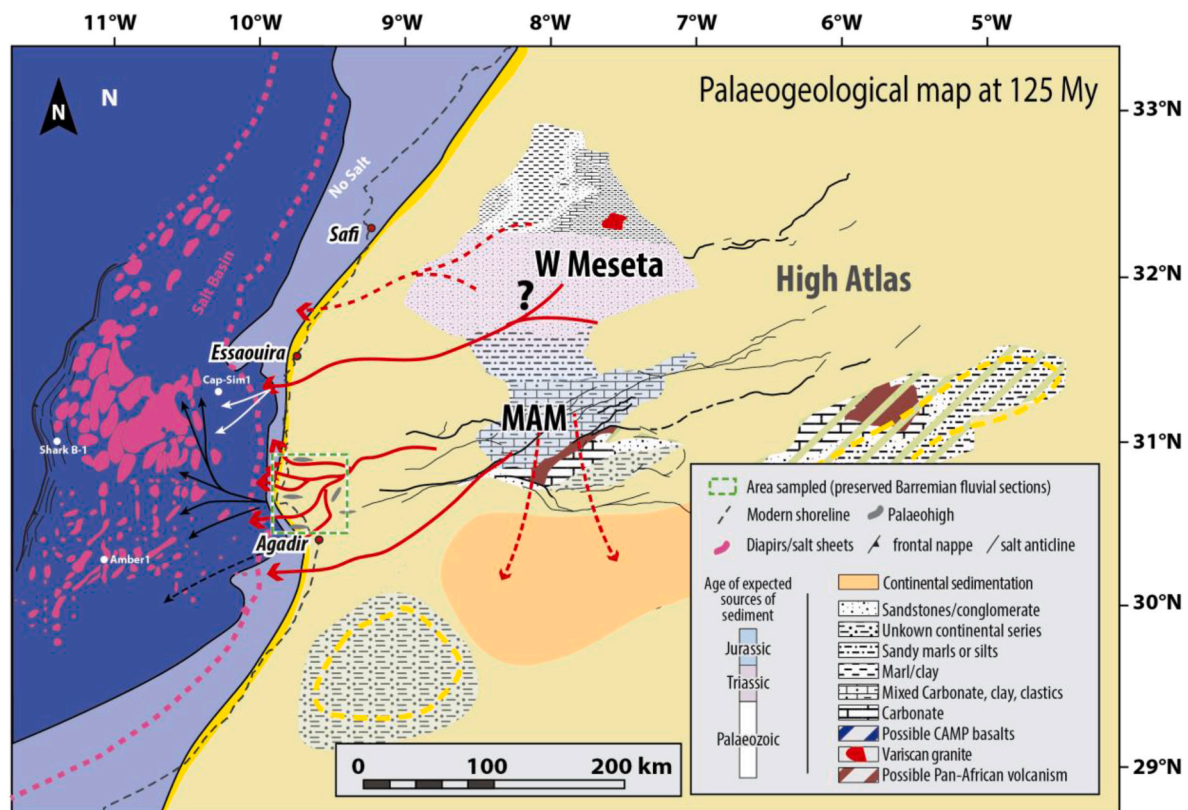 11°W 10°W 9°W 8°W 7°W 6°W 5°W
N
N
Palaeogeological map at 125 My
33°N
No Salt
Safi
Salt Basin
W Meseta
?
High Atlas
32°N
Essaouira
Cap-Sim1
MAM
Shark B-1
31°N
Agadir
Amber1
30°N
29°N
Area sampled (preserved Barremian fluvial sections)
Modern shoreline
Palaeohigh
Diapirs/salt sheets
frontal nappe
salt anticline
Age of expected
sources of
sediment
Jurassic
Triassic
Palaeozoic
Continental sedimentation
Sandstones/conglomerate
Unkown continental series
Sandy marls or silts
Marl/clay
Mixed Carbonate, clay, clastics
Carbonate
Possible CAMP basalts
Variscan granite
Possible Pan-African volcanism
0 100 200 km